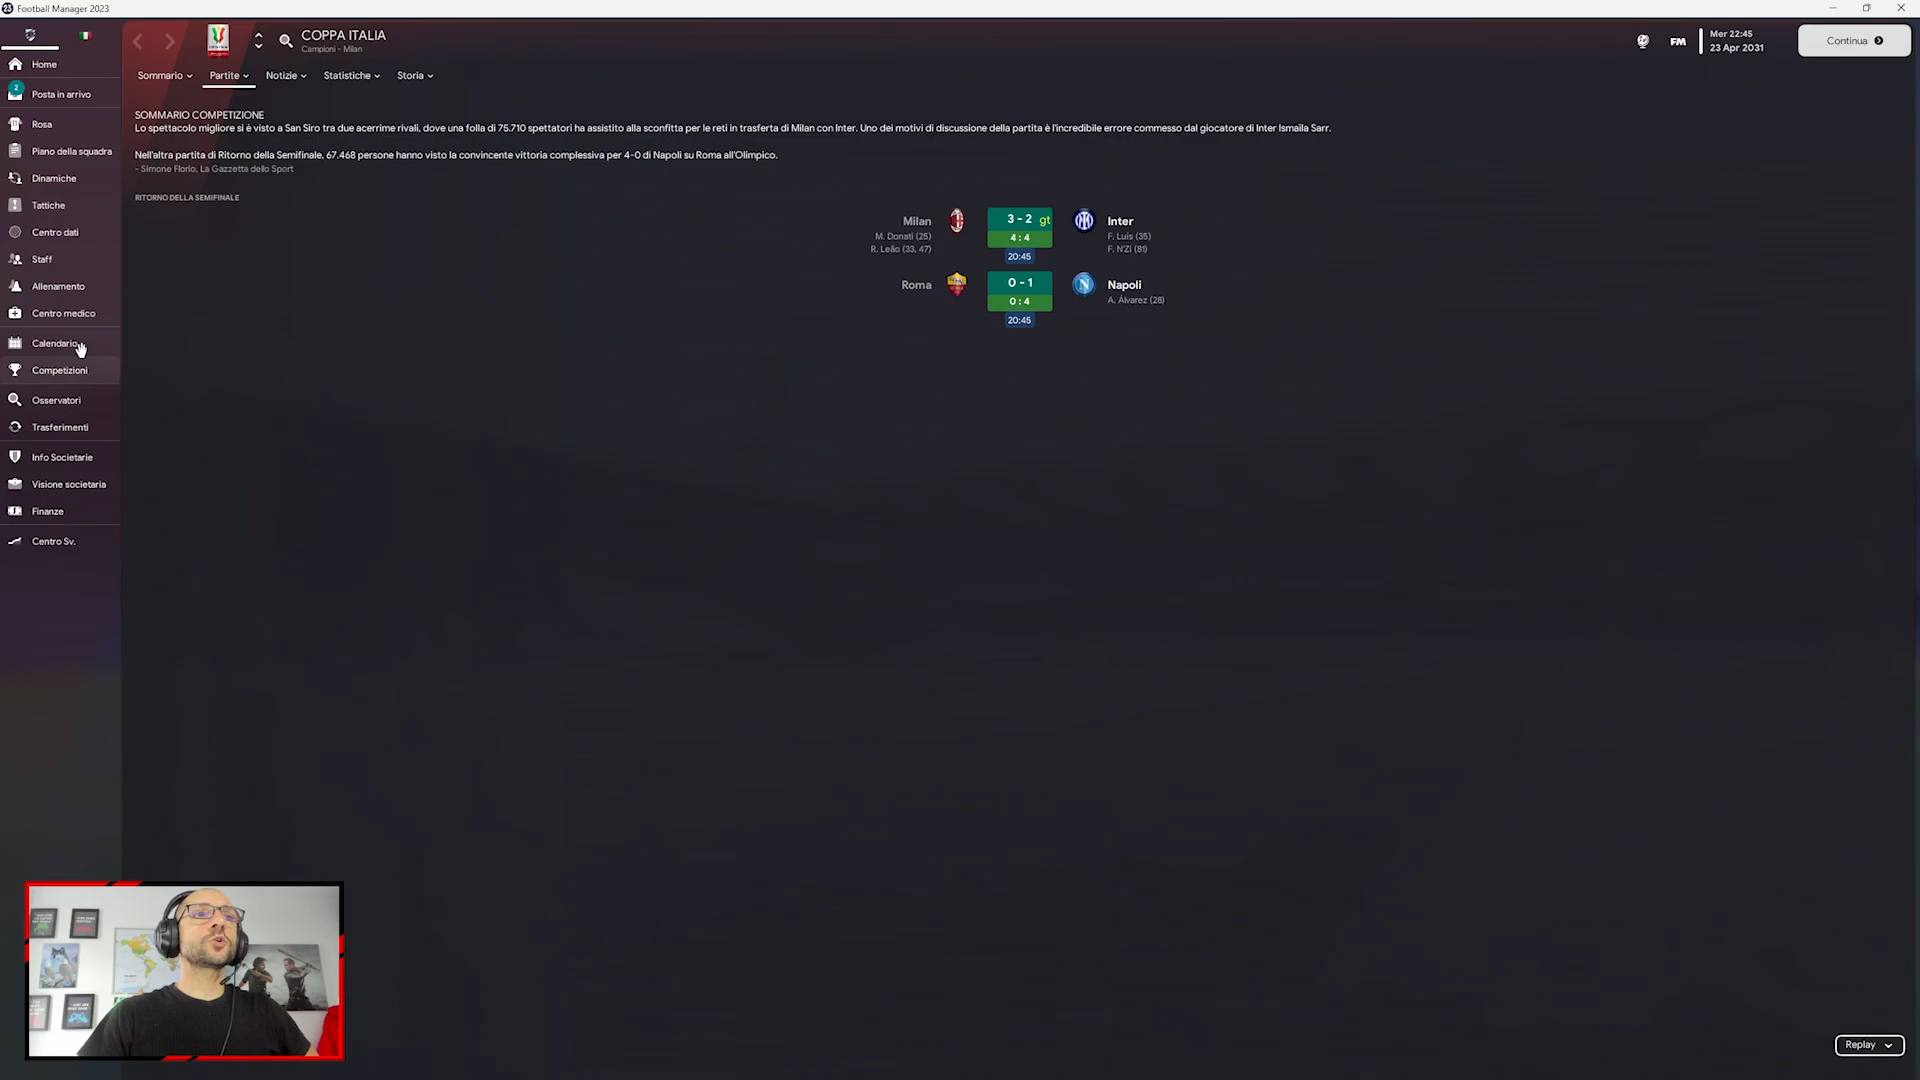 Football Manager 2023
COPPA ITALIA
Campioni - Milan
FM
Mer 22:45
23 Apr 2031
Continua
Sommario
Partite
Notizie
Statistiche
Storia
Home
2
Posta in arrivo
Rosa
Piano della squadra
Dinamiche
Tattiche
Centro dati
Staff
Allenamento
Centro medico
Calendario
Competizioni
Osservatori
Trasferimenti
Info Societarie
Visione societaria
Finanze
Centro Sv.
SOMMARIO COMPETIZIONE
Lo spettacolo migliore si è visto a San Siro tra due acerrime rivali, dove una folla di 75.710 spettatori ha assistito alla sconfitta per le reti in trasferta di Milan con Inter. Uno dei motivi di discussione della partita è l'incredibile errore commesso dal giocatore di Inter Ismaïla Sarr.
Nell'altra partita di Ritorno della Semifinale, 67.468 persone hanno visto la convincente vittoria complessiva per 4-0 di Napoli su Roma all'Olimpico.
- Simone Florio, La Gazzetta dello Sport
RITORNO DELLA SEMIFINALE
Milan 3 - 2 gt Inter
M. Donati (25) 4 : 4 F. Luis (35)
R. Leão (33, 47) F. N'Zi (81)
20:45
Roma 0 - 1 Napoli
0 : 4 A. Álvarez (28)
20:45
Replay